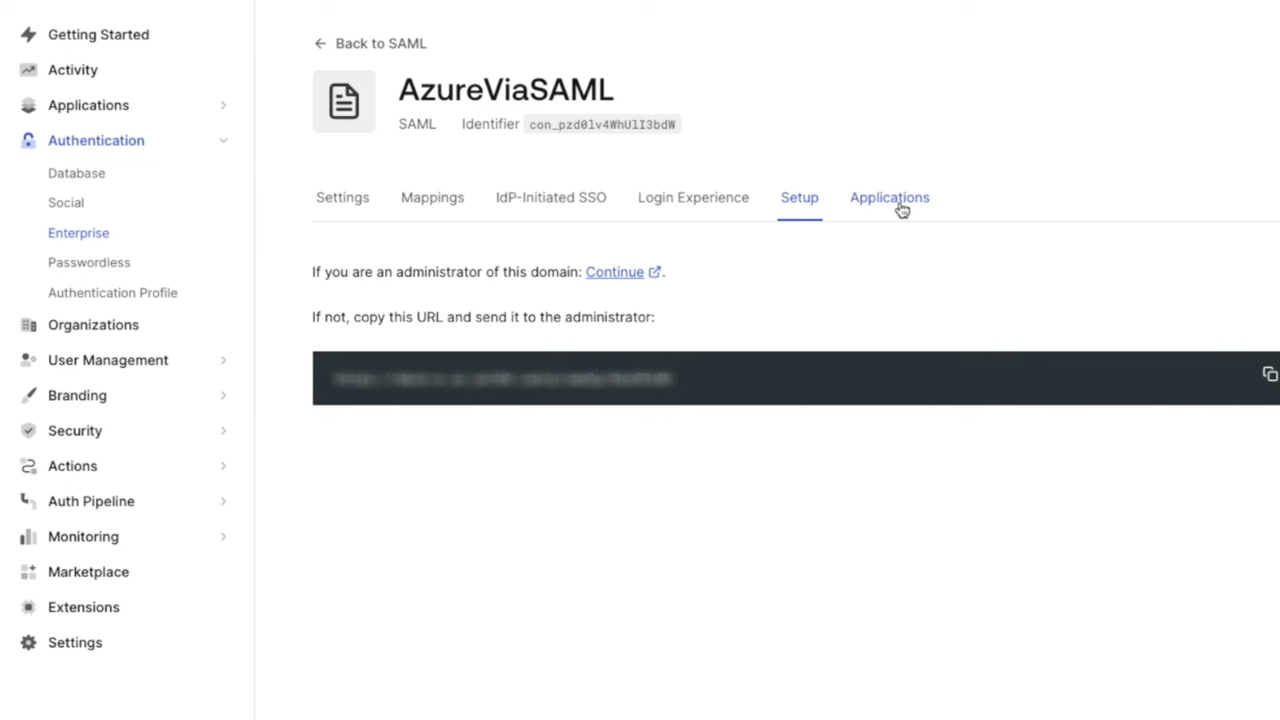 Getting Started
Activity
Applications
Authentication
Database
Social
Enterprise
Passwordless
Authentication Profile
Organizations
User Management
Branding
Security
Actions
Auth Pipeline
Monitoring
Marketplace
Extensions
Settings
Back to SAML
AzureViaSAML
SAML Identifier con_pzd0lv4WhUlI3bdW
Settings Mappings IdP-Initiated SSO Login Experience Setup Applications
If you are an administrator of this domain: Continue .
If not, copy this URL and send it to the administrator: